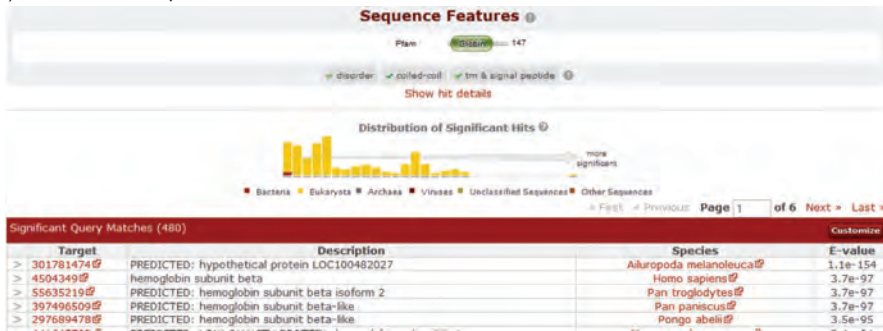 Sequence Features
Pfam Globin 147
disorder coiled-coil tm & signal peptide
Show hit details
Distribution of Significant Hits
more
significant
Bacteria Eukaryota Archaea Viruses Unclassified Sequences Other Sequences
« First « Previous Page 1 of 6 Next » Last »
Significant Query Matches (480) Customize
Target Description Species E-value
> 301781474 PREDICTED: hypothetical protein LOC100482027 Ailuropoda melanoleuca 1.1e-154
> 4504349 hemoglobin subunit beta Homo sapiens 3.7e-97
> 55635219 PREDICTED: hemoglobin subunit beta isoform 2 Pan troglodytes 3.7e-97
> 397496509 PREDICTED: hemoglobin subunit beta-like Pan paniscus 3.7e-97
> 297689478 PREDICTED: hemoglobin subunit beta-like Pongo abelii 3.5e-95